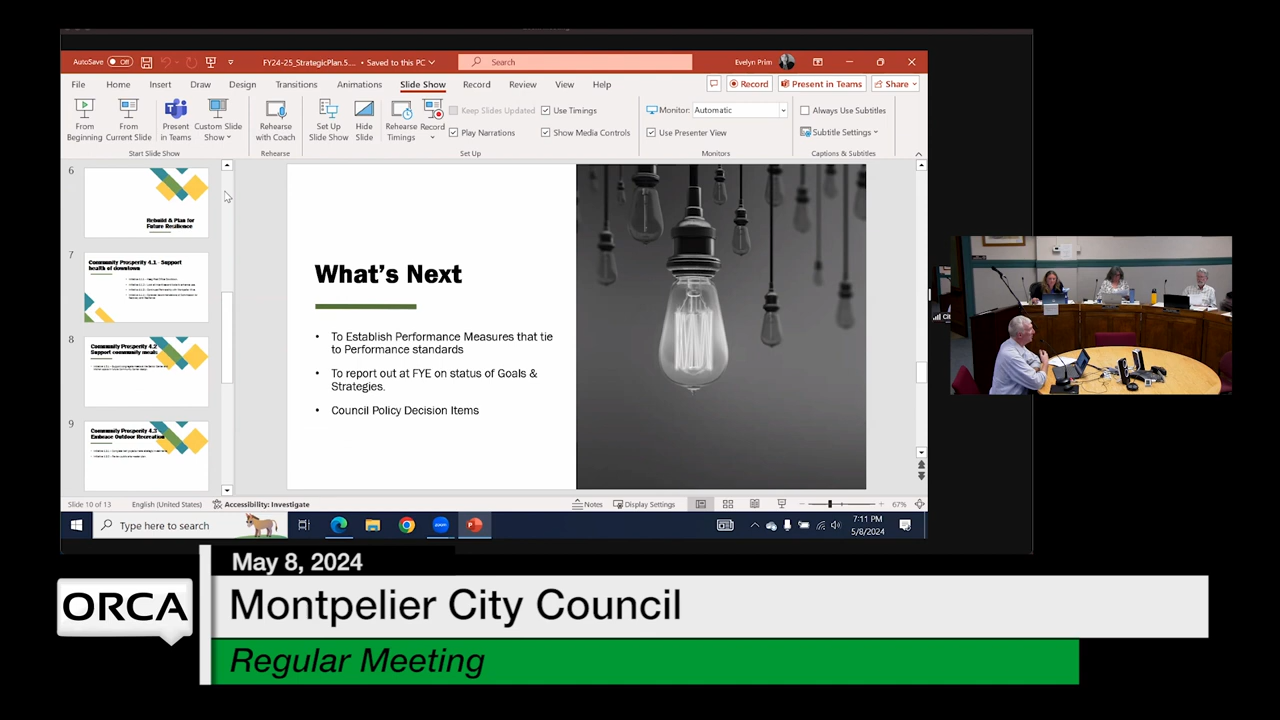 AutoSave Off FY24-25_StrategicPlan.5.... • Saved to this PC Search Evelyn Prim
File Home Insert Draw Design Transitions Animations Slide Show Record Review View Help Record Present in Teams Share
From Beginning
From Current Slide
Present in Teams
Custom Slide Show
Rehearse with Coach
Set Up Slide Show
Hide Slide
Rehearse Timings
Record
Keep Slides Updated
Play Narrations
Use Timings
Show Media Controls
Monitor: Automatic
Use Presenter View
Always Use Subtitles
Subtitle Settings
Start Slide Show Rehearse Set Up Monitors Captions & Subtitles
6
Rebuild & Plan for
Future Resilience
7
Community Prosperity 4.1 - Support
health of downtown
8
Community Prosperity 4.2
Support community meals
9
Community Prosperity 4.3
Embrace Outdoor Recreation
What's Next
• To Establish Performance Measures that tie
to Performance standards
• To report out at FYE on status of Goals &
Strategies.
• Council Policy Decision Items
Slide 10 of 13 English (United States) Accessibility: Investigate Notes Display Settings 67%
Type here to search
zoom
7:11 PM
5/8/2024
May 8, 2024
ORCA
Montpelier City Council
Regular Meeting